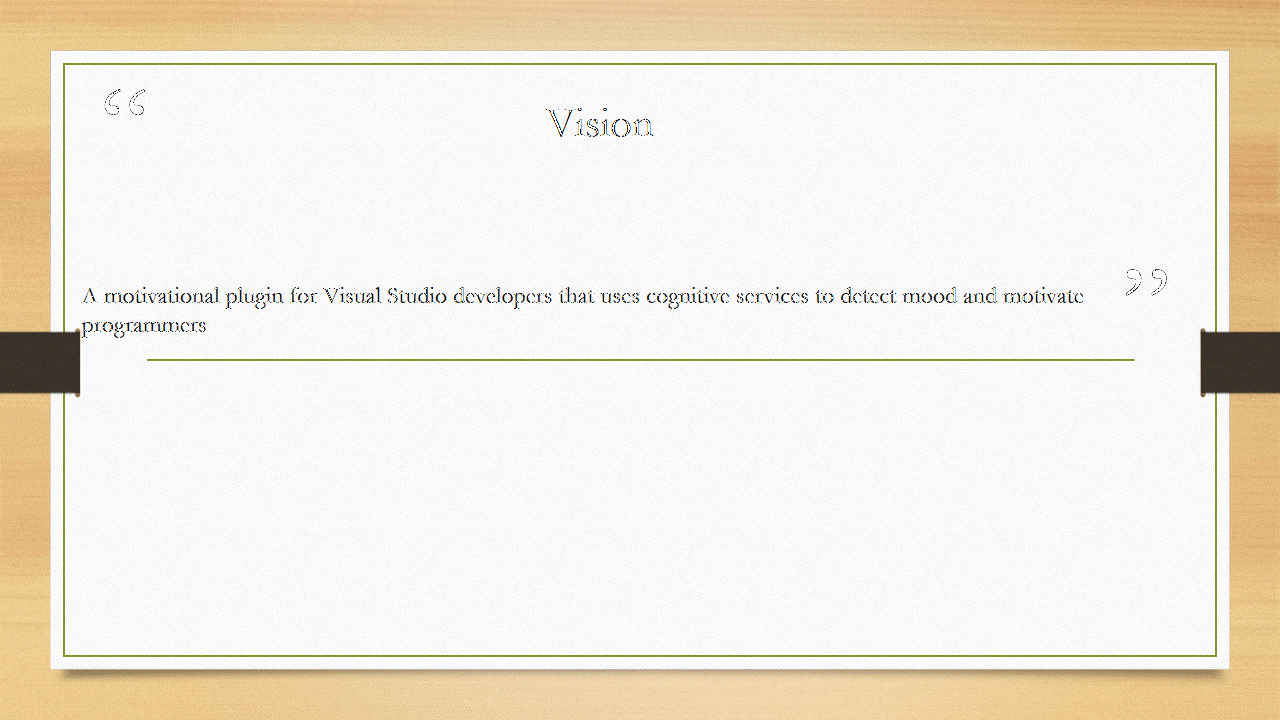 “
Vision
A motivational plugin for Visual Studio developers that uses cognitive services to detect mood and motivate
programmers
”